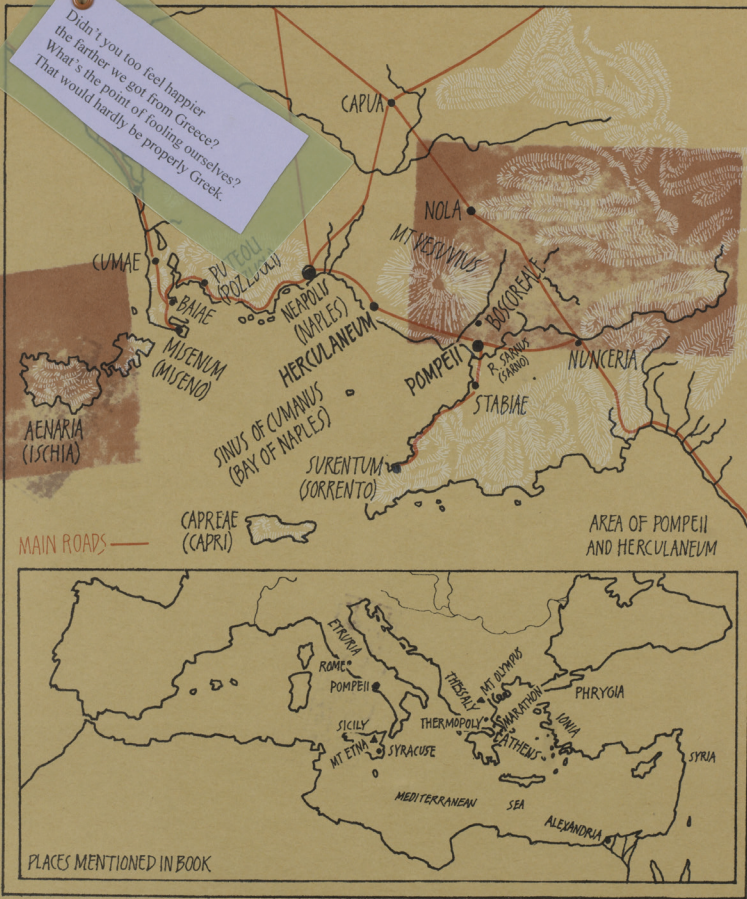 Didn't you too feel happier
the farther we got from Greece?
What's the point of fooling ourselves?
That would hardly be properly Greek.
CAPUA
NOLA
MT VESUVIUS
CUMAE
PUTEOLI
(POZZUOLI)
BAIAE
MISENUM
(MISENO)
NEAPOLIS
(NAPLES)
HERCULANEUM
BOSCOREALE
POMPEII
R. SARNUS
(SARNO)
NUNCERIA
STABIAE
AENARIA
(ISCHIA)
SINUS OF CUMANUS
(BAY OF NAPLES)
SURENTUM
(SORRENTO)
CAPREAE
(CAPRI)
MAIN ROADS
AREA OF POMPEII
AND HERCULANEUM
ETRURIA
ROME
POMPEII
SICILY
MT ETNA
SYRACUSE
THESSALY
MT OLYMPUS
THERMOPOLY
MARATHON
ATHENS
IONIA
PHRYGIA
SYRIA
MEDITERRANEAN SEA
ALEXANDRIA
PLACES MENTIONED IN BOOK